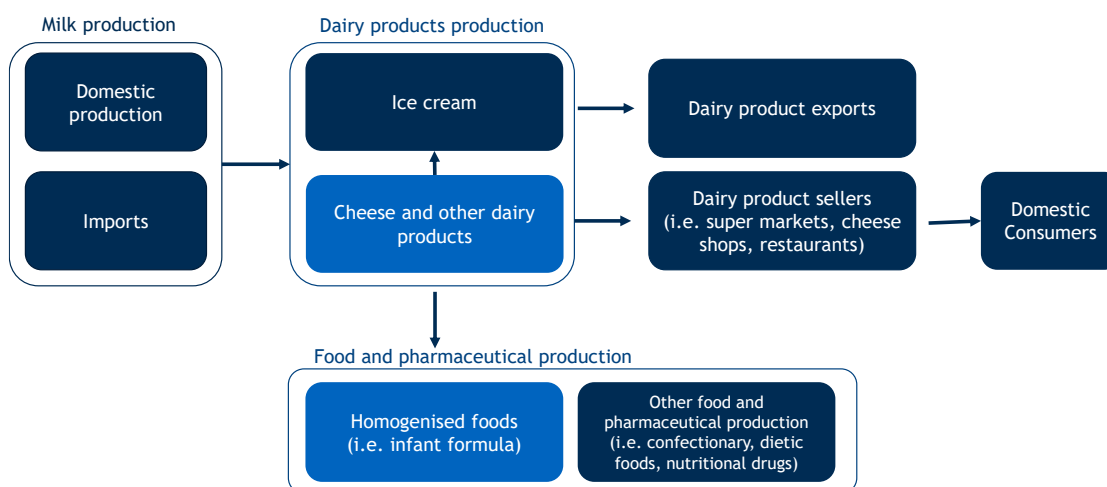 Milk production
Dairy products production
Domestic
production
Ice cream
Dairy product exports
Imports
Cheese and other dairy
products
Dairy product sellers
(i.e. super markets, cheese
shops, restaurants)
Domestic
Consumers
Food and pharmaceutical production
Homogenised foods
(i.e. infant formula)
Other food and
pharmaceutical production
(i.e. confectionary, dietic
foods, nutritional drugs)